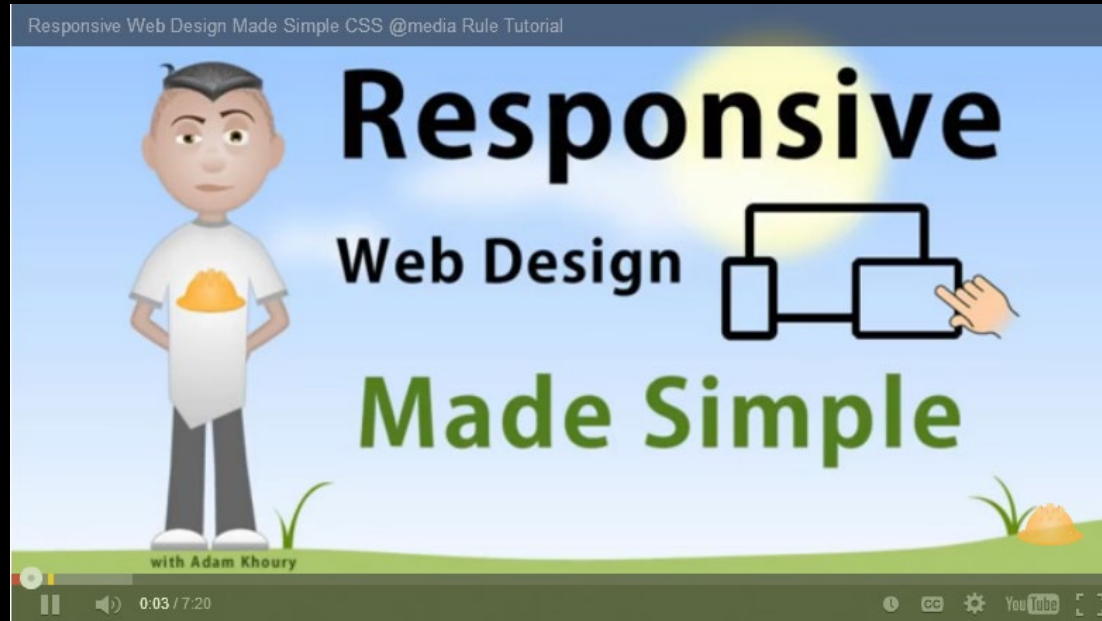 Responsive Web Design Made Simple CSS @media Rule Tutorial
Responsive
Web Design
Made Simple
with Adam Khoury
0:03 / 7:20
CC
YouTube